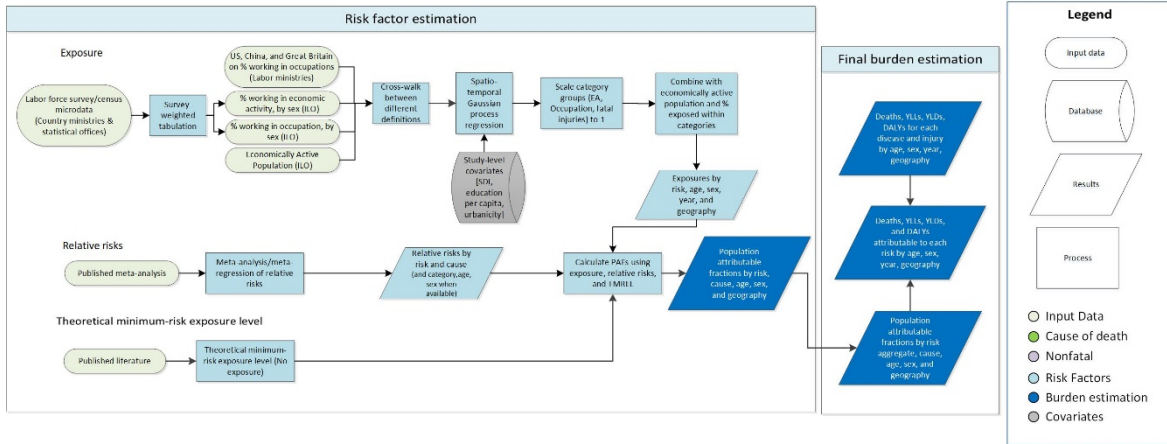 Risk factor estimation
Exposure
Labor force survey/census
microdata
(Country ministries &
statistical offices)
Survey
weighted
tabulation
US, China, and Great Britain
on % working in occupations
(Labor ministries)
% working in economic
activity, by sex (ILO)
% working in occupation, by
sex (ILO)
Economically Active
Population (ILO)
Cross-walk
between
different
definitions
Spatio-
temporal
Gaussian
process
regression
Study-level
covariates
[SDI,
education
per capita,
urbanicity]
Scale category
groups (EA,
Occupation, Fatal
injuries) to 1
Combine with
economically active
population and %
exposed within
categories
Exposures by
risk, age, sex,
year, and
geography
Relative risks
Published meta-analysis
Meta analysis/meta-
regression of relative
risks
Relative risks by
risk and cause
(and category,age,
sex when
available)
Calculate PAFs using
exposure, relative risks,
and TMREL
Population
attributable
fractions by risk,
cause, age, sex,
and geography
Theoretical minimum-risk exposure level
Published literature
Theoretical minimum-
risk exposure level (No
exposure)
Final burden estimation
Deaths, YLLs, YLDs,
DALYs for each
disease and injury
by age, sex, year,
geography
Deaths, YLLs, YLDs,
and DALYs
attributable to each
risk by age, sex,
year, geography
Population
attributable
fractions by risk
aggregate, cause,
age, sex, and
geography
Legend
Input data
Database
Results
Process
Input Data
Cause of death
Nonfatal
Risk Factors
Burden estimation
Covariates